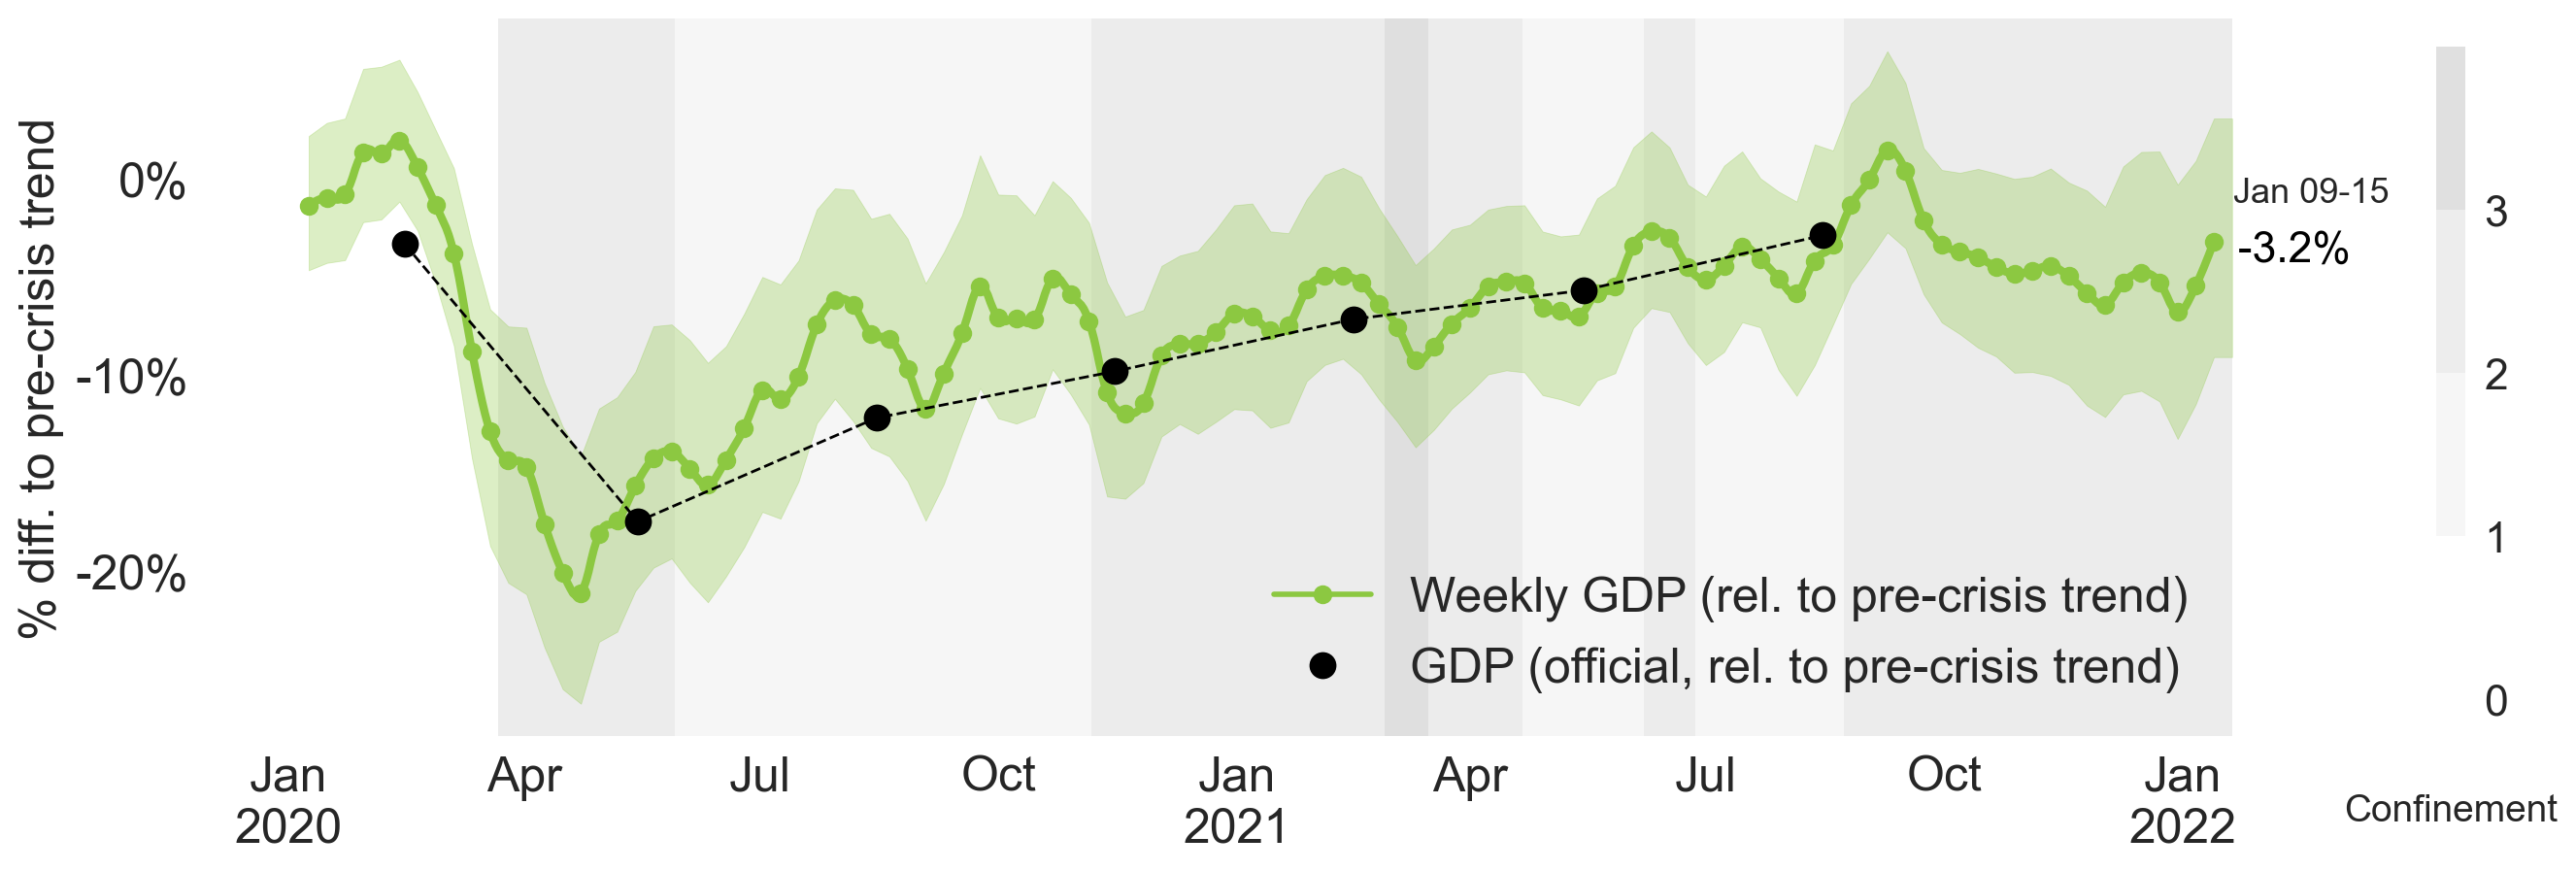 % diff. to pre-crisis trend
0%
-10%
-20%
Jan 09-15
-3.2%
Weekly GDP (rel. to pre-crisis trend)
GDP (official, rel. to pre-crisis trend)
3
2
1
0
Confinement
Jan Apr Jul Oct Jan Apr Jul Oct Jan
2020 2021 2022